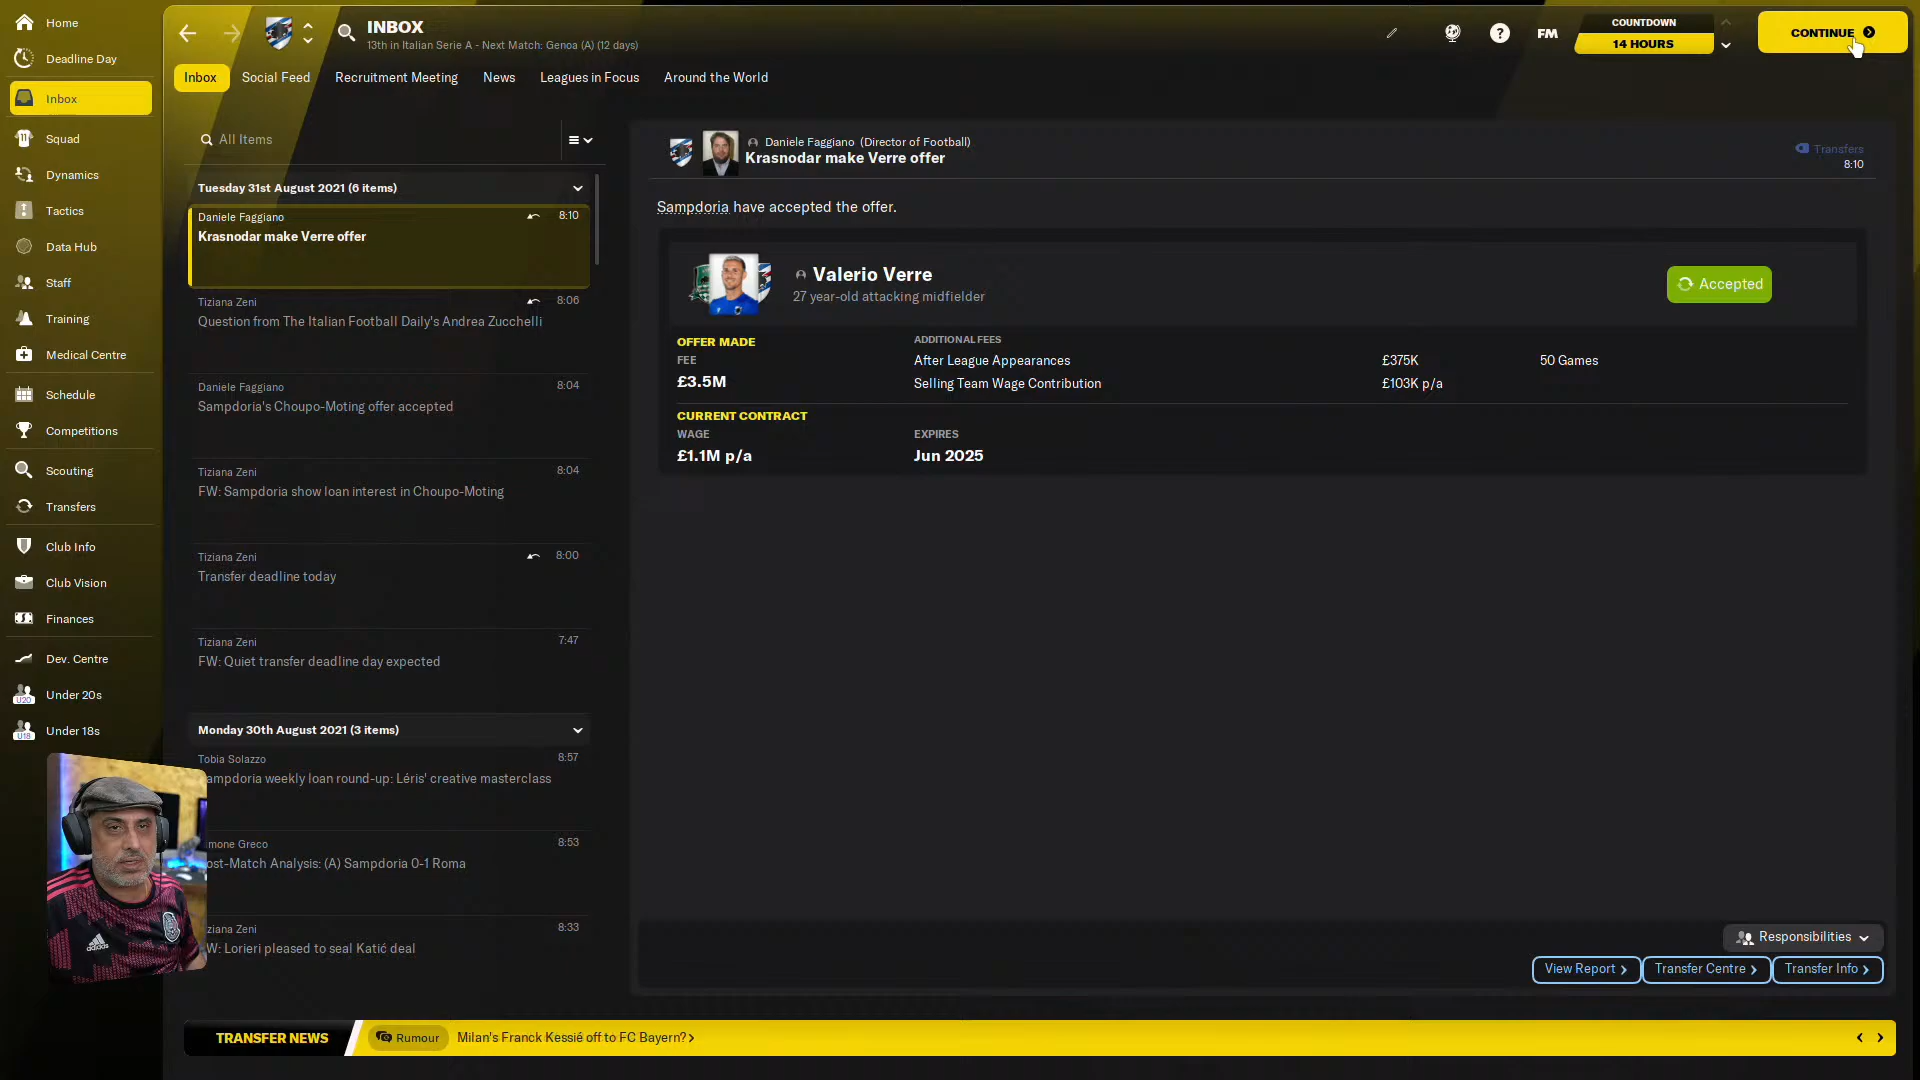 Home
Deadline Day
Inbox
Squad
Dynamics
Tactics
Data Hub
Staff
Training
Medical Centre
Schedule
Competitions
Scouting
Transfers
Club Info
Club Vision
Finances
Dev. Centre
U20 Under 20s
U18 Under 18s
INBOX
13th in Italian Serie A - Next Match: Genoa (A) (12 days)
FM
COUNTDOWN
14 HOURS
CONTINUE
Inbox Social Feed Recruitment Meeting News Leagues in Focus Around the World
All Items
Tuesday 31st August 2021 (6 items)
Daniele Faggiano 8:10
Krasnodar make Verre offer
Tiziana Zeni 8:06
Question from The Italian Football Daily's Andrea Zucchelli
Daniele Faggiano 8:04
Sampdoria's Choupo-Moting offer accepted
Tiziana Zeni 8:04
FW: Sampdoria show loan interest in Choupo-Moting
Tiziana Zeni 8:00
Transfer deadline today
Tiziana Zeni 7:47
FW: Quiet transfer deadline day expected
Monday 30th August 2021 (3 items)
Tobia Solazzo 8:57
ampdoria weekly loan round-up: Léris' creative masterclass
mone Greco 8:53
ost-Match Analysis: (A) Sampdoria 0-1 Roma
ziana Zeni 8:33
W: Lorieri pleased to seal Katić deal
Daniele Faggiano (Director of Football)
Krasnodar make Verre offer
Transfers
8:10
Sampdoria have accepted the offer.
Valerio Verre
27 year-old attacking midfielder
Accepted
OFFER MADE
FEE
£3.5M
ADDITIONAL FEES
After League Appearances £375K 50 Games
Selling Team Wage Contribution £103K p/a
CURRENT CONTRACT
WAGE EXPIRES
£1.1M p/a Jun 2025
Responsibilities
View Report Transfer Centre Transfer Info
TRANSFER NEWS Rumour Milan's Franck Kessié off to FC Bayern?
adidas